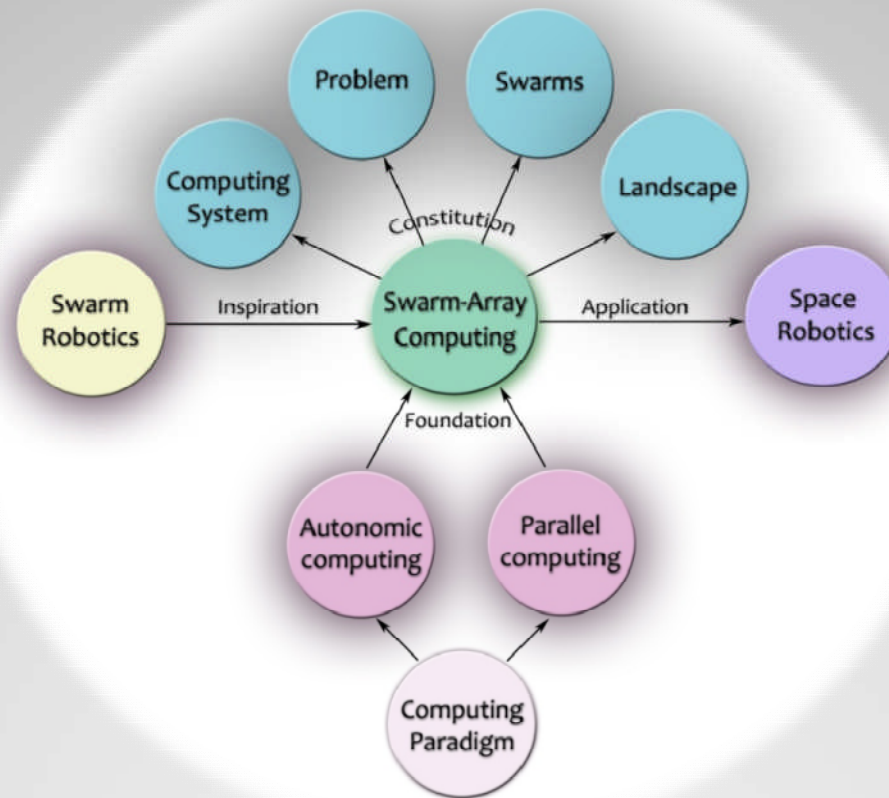 Problem
Swarms
Computing
System
Landscape
Constitution
Swarm
Robotics
Inspiration
Swarm-Array
Computing
Application
Space
Robotics
Foundation
Autonomic
computing
Parallel
computing
Computing
Paradigm